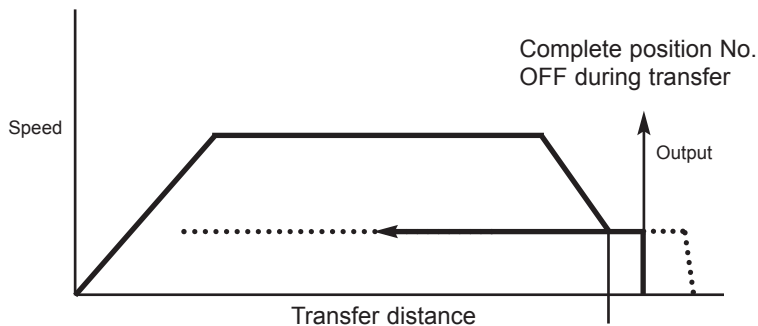 Complete position No.
OFF during transfer
Speed
Output
Transfer distance